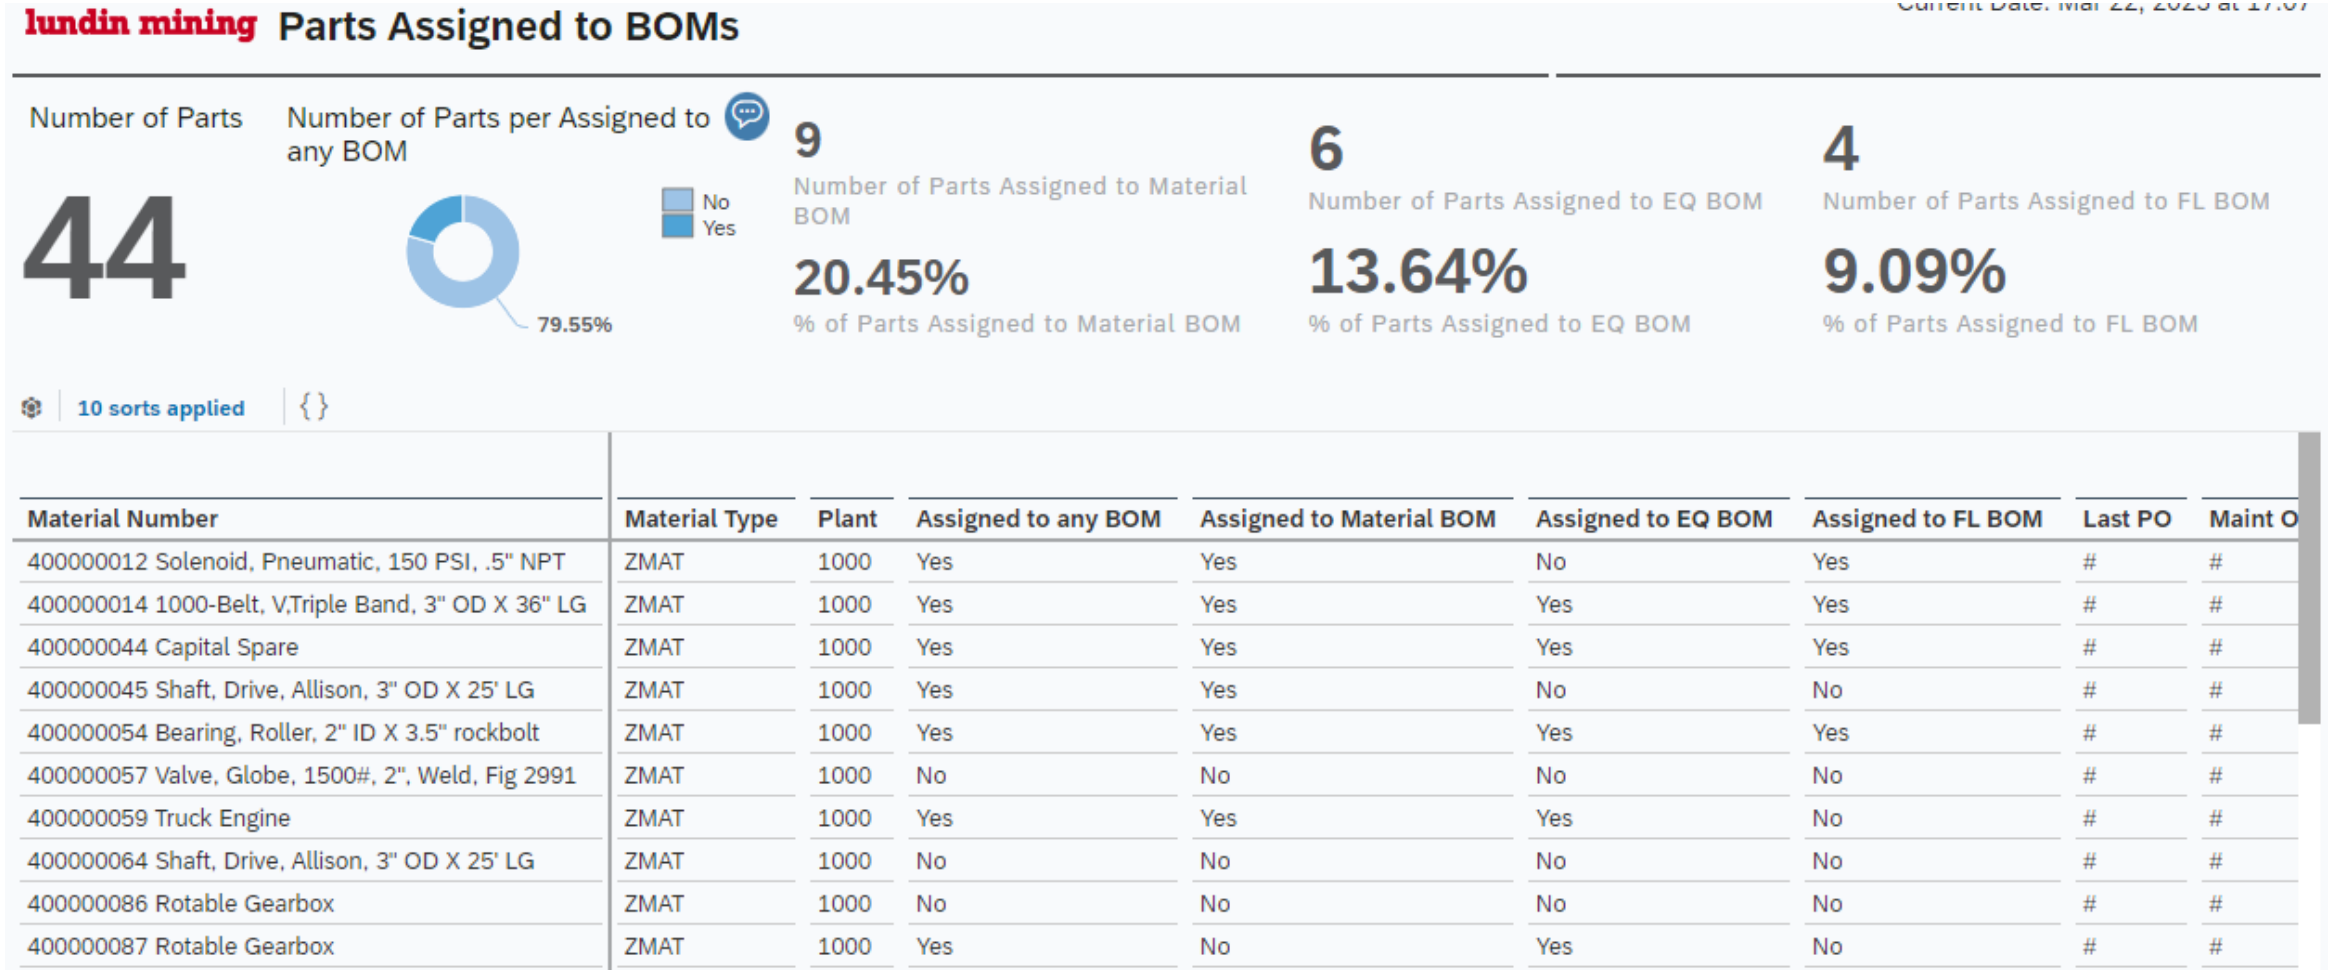 lundin mining Parts Assigned to BOMs
Current Date: Mar 22, 2023 at 17:07
Number of Parts
44
Number of Parts per Assigned to
any BOM
No
Yes
79.55%
9
Number of Parts Assigned to Material
BOM
20.45%
% of Parts Assigned to Material BOM
6
Number of Parts Assigned to EQ BOM
13.64%
% of Parts Assigned to EQ BOM
4
Number of Parts Assigned to FL BOM
9.09%
% of Parts Assigned to FL BOM
10 sorts applied { }
Material Number Material Type Plant Assigned to any BOM Assigned to Material BOM Assigned to EQ BOM Assigned to FL BOM Last PO Maint O
400000012 Solenoid, Pneumatic, 150 PSI, .5" NPT ZMAT 1000 Yes Yes No Yes # #
400000014 1000-Belt, V,Triple Band, 3" OD X 36" LG ZMAT 1000 Yes Yes Yes Yes # #
400000044 Capital Spare ZMAT 1000 Yes Yes Yes Yes # #
400000045 Shaft, Drive, Allison, 3" OD X 25' LG ZMAT 1000 Yes Yes No No # #
400000054 Bearing, Roller, 2" ID X 3.5" rockbolt ZMAT 1000 Yes Yes Yes Yes # #
400000057 Valve, Globe, 1500#, 2", Weld, Fig 2991 ZMAT 1000 No No No No # #
400000059 Truck Engine ZMAT 1000 Yes Yes Yes No # #
400000064 Shaft, Drive, Allison, 3" OD X 25' LG ZMAT 1000 No No No No # #
400000086 Rotable Gearbox ZMAT 1000 No No No No # #
400000087 Rotable Gearbox ZMAT 1000 Yes No Yes No # #